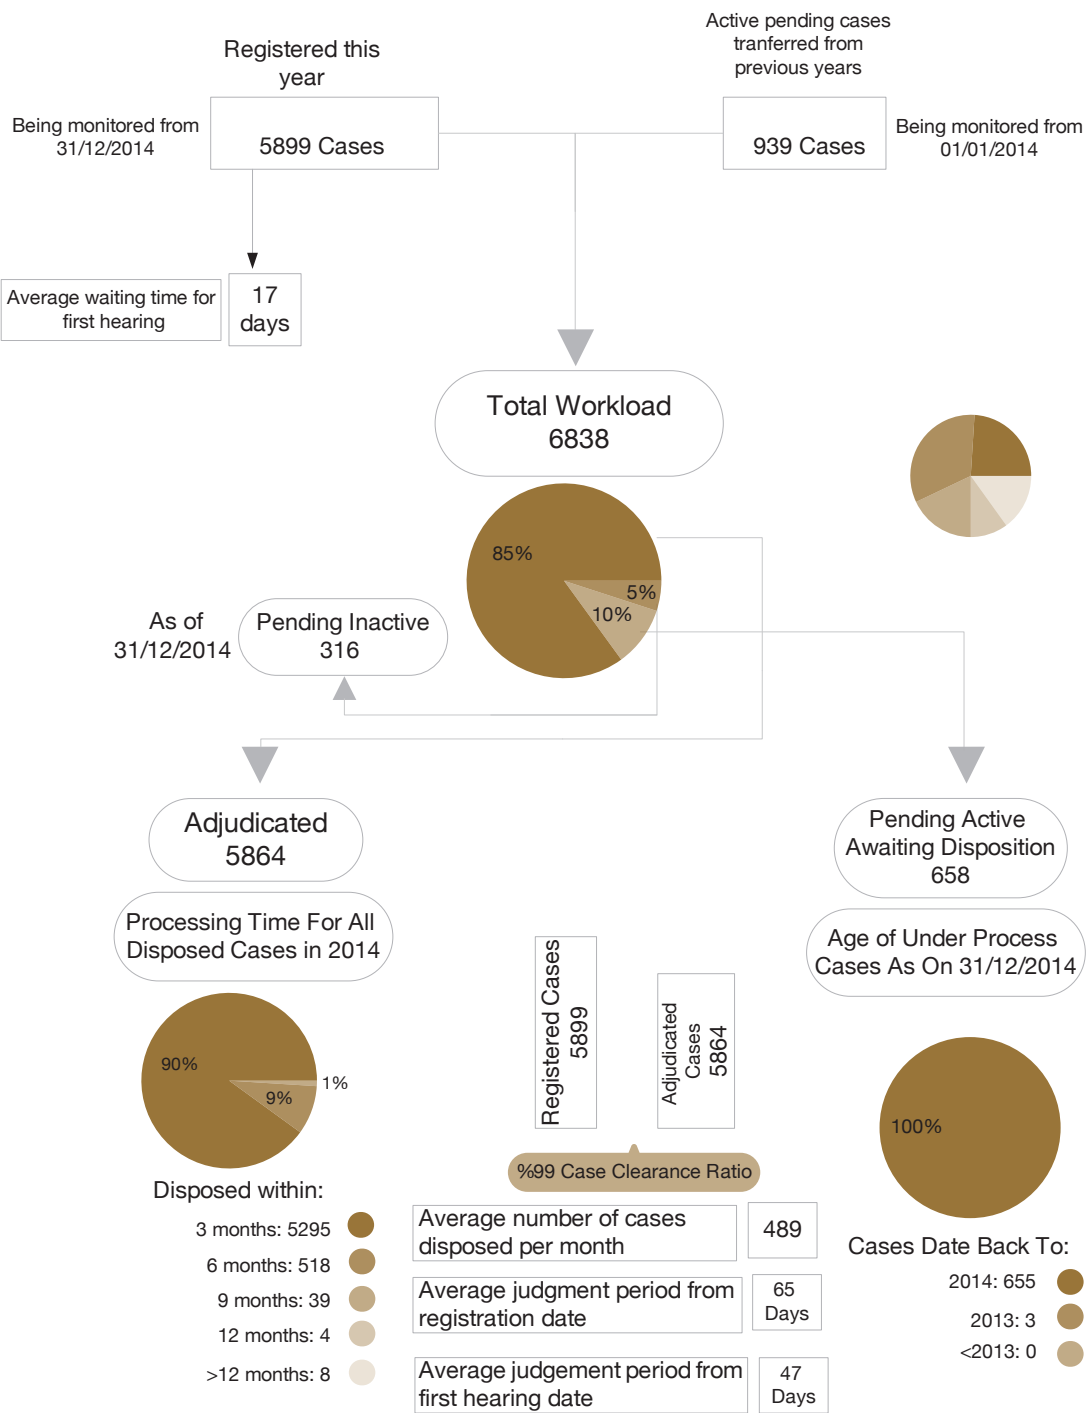 Registered this
year
Active pending cases
tranferred from
previous years
Being monitored from
31/12/2014
5899 Cases
939 Cases
Being monitored from
01/01/2014
Average waiting time for
first hearing
17
days
Total Workload
6838
85%
5%
10%
As of
31/12/2014
Pending Inactive
316
Adjudicated
5864
Pending Active
Awaiting Disposition
658
Processing Time For All
Disposed Cases in 2014
Age of Under Process
Cases As On 31/12/2014
90%
1%
9%
Registered Cases
5899
Adjudicated
Cases
5864
100%
%99 Case Clearance Ratio
Disposed within:
3 months: 5295
6 months: 518
9 months: 39
12 months: 4
>12 months: 8
Average number of cases
disposed per month
489
Average judgment period from
registration date
65
Days
Average judgement period from
first hearing date
47
Days
Cases Date Back To:
2014: 655
2013: 3
<2013: 0